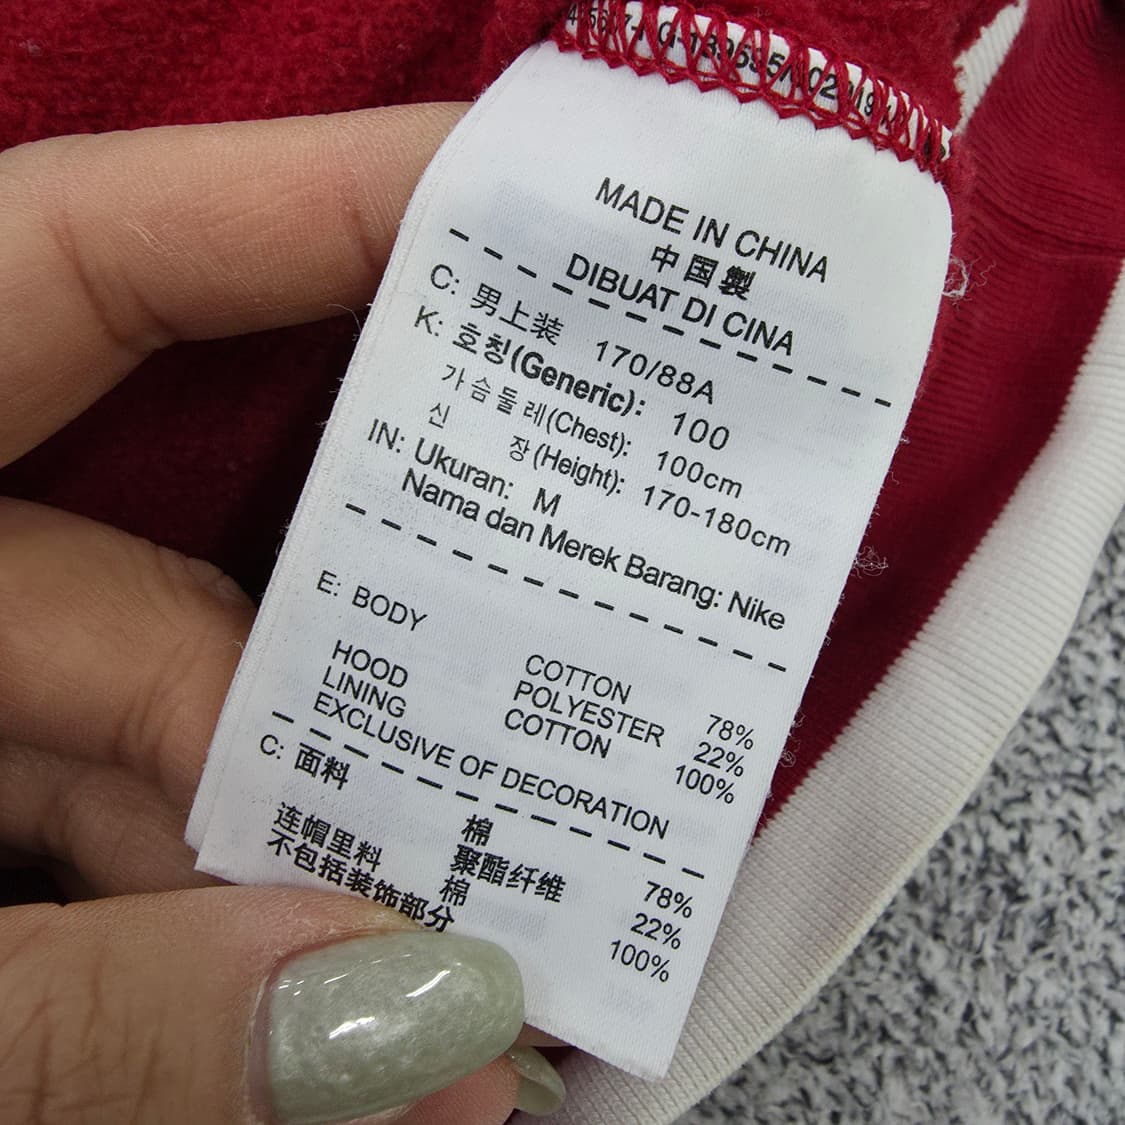 MADE IN CHINA
中国製
DIBUAT DI CINA
C: 男上装 170/88A
K: 호칭(Generic): 100
가슴둘레(Chest): 100cm
신 장(Height): 170-180cm
IN: Ukuran: M
Nama dan Merek Barang: Nike
E: BODY COTTON 78%
POLYESTER 22%
HOOD LINING COTTON 100%
EXCLUSIVE OF DECORATION
C: 面料 棉 78%
聚酯纤维 22%
连帽里料 棉 100%
不包括装饰部分